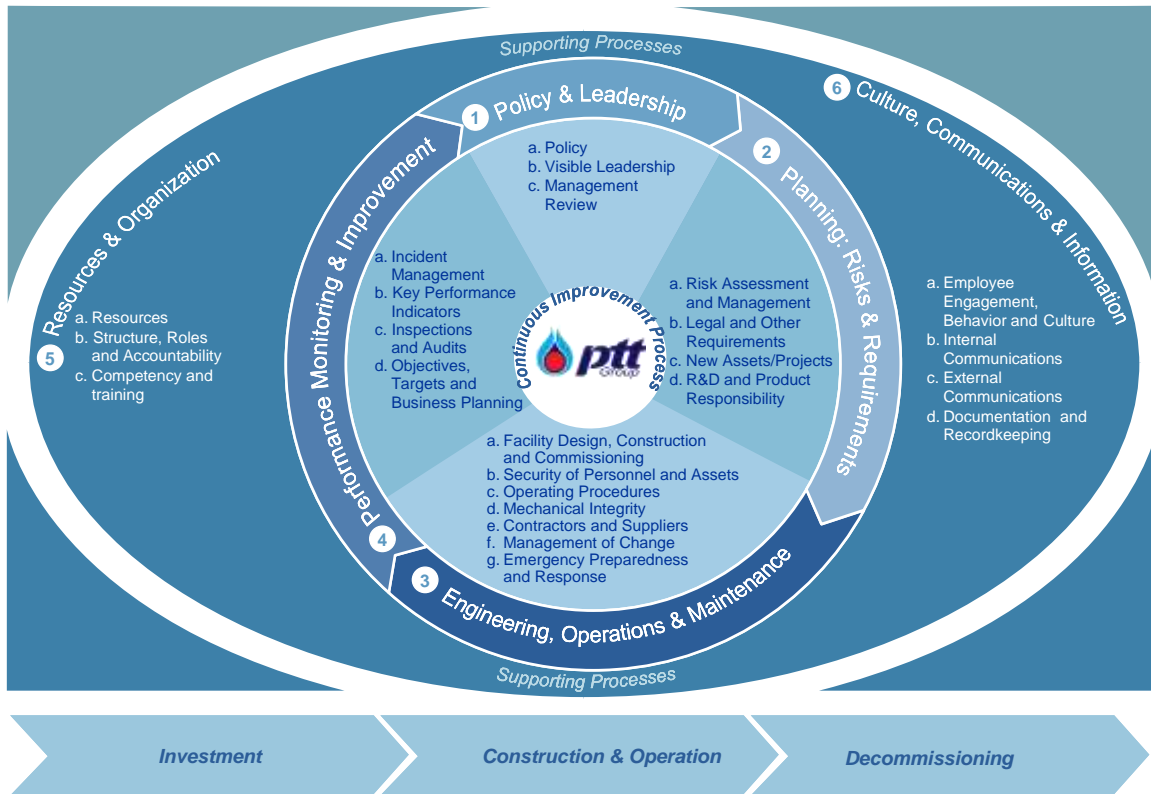 Supporting Processes
1 Policy & Leadership
a. Policy
b. Visible Leadership
c. Management
Review
2 Planning: Risks & Requirements
a. Risk Assessment
and Management
b. Legal and Other
Requirements
c. New Assets/Projects
d. R&D and Product
Responsibility
3 Engineering, Operations & Maintenance
a. Facility Design, Construction
and Commissioning
b. Security of Personnel and Assets
c. Operating Procedures
d. Mechanical Integrity
e. Contractors and Suppliers
f. Management of Change
g. Emergency Preparedness
and Response
4 Performance Monitoring & Improvement
a. Incident
Management
b. Key Performance
Indicators
c. Inspections
and Audits
d. Objectives,
Targets and
Business Planning
Continuous Improvement Process
ptt
Group
5 Resources & Organization
a. Resources
b. Structure, Roles
and Accountability
c. Competency and
training
6 Culture, Communications & Information
a. Employee
Engagement,
Behavior and Culture
b. Internal
Communications
c. External
Communications
d. Documentation and
Recordkeeping
Supporting Processes
Investment
Construction & Operation
Decommissioning